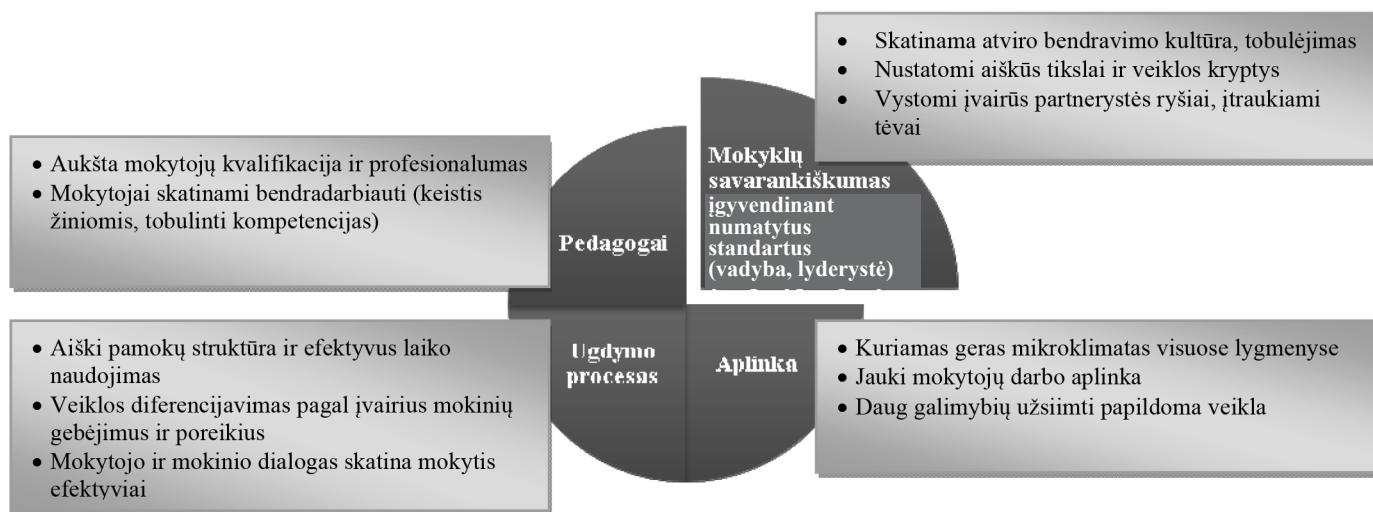 • Skatinama atviro bendravimo kultūra, tobulėjimas
• Nustatomi aiškūs tikslai ir veiklos kryptys
• Vystomi įvairūs partnerystės ryšiai, įtraukiami
tėvai
• Aukšta mokytojų kvalifikacija ir profesionalumas
• Mokytojai skatinami bendradarbiauti (keistis
žiniomis, tobulinti kompetencijas)
Pedagogai
Mokyklų
savarankiškumas
įgyvendinant
numatytus
standartus
(vadyba, lyderystė)
• Aiški pamokų struktūra ir efektyvus laiko
naudojimas
• Veiklos diferencijavimas pagal įvairius mokinių
gebėjimus ir poreikius
• Mokytojo ir mokinio dialogas skatina mokytis
efektyviai
Ugdymo
procesas
Aplinka
• Kuriamas geras mikroklimatas visuose lygmenyse
• Jauki mokytojų darbo aplinka
• Daug galimybių užsiimti papildoma veikla